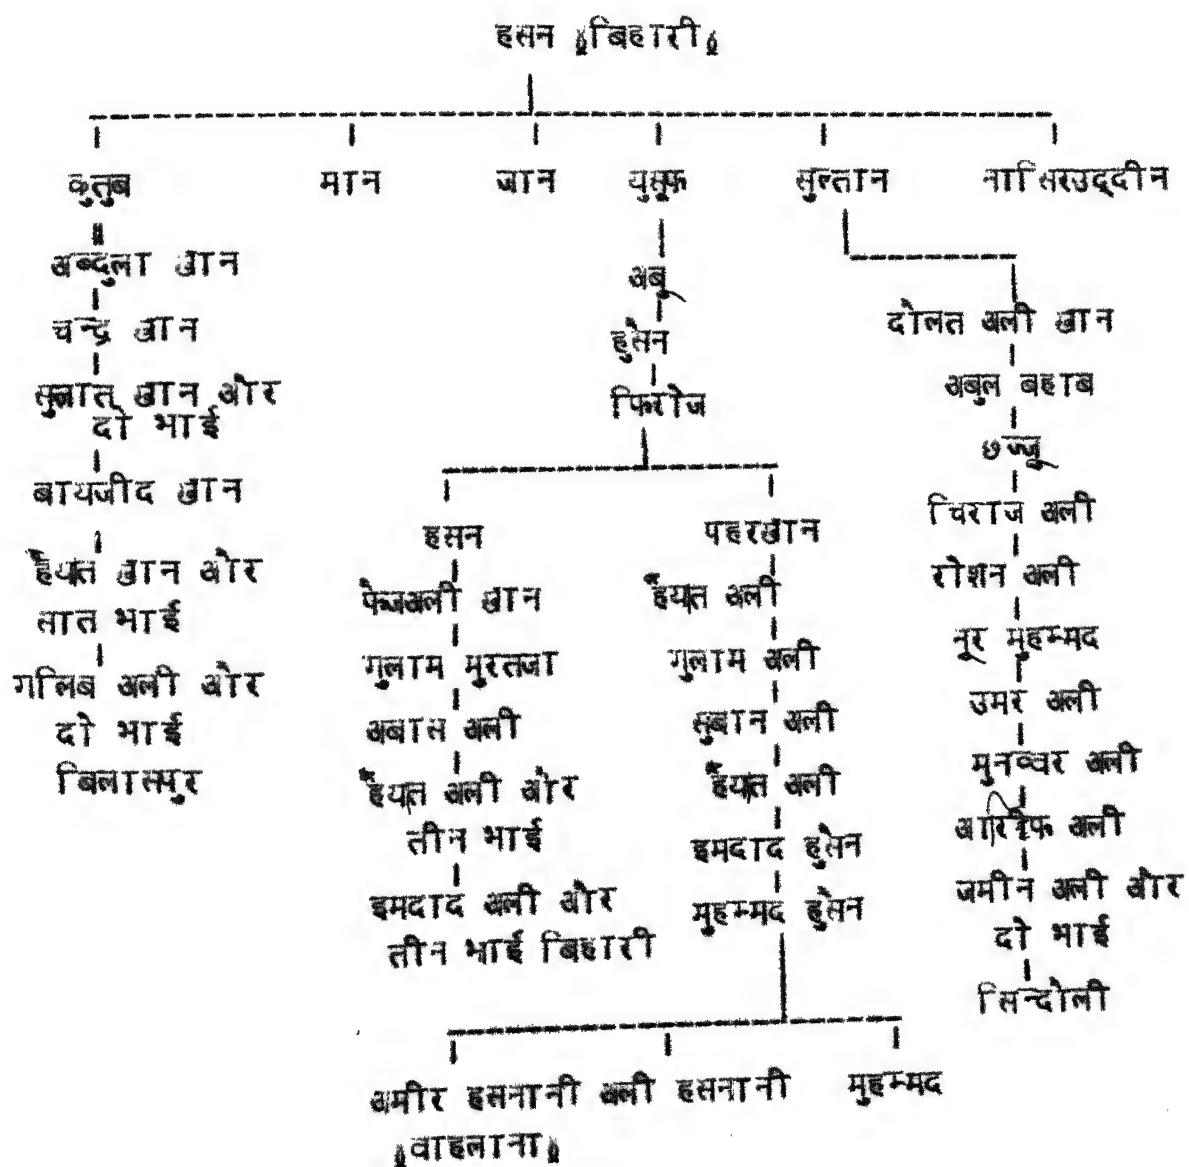 हसन (बिहारी)
कुतुब मान जान युसूफ सुल्तान नासिरउद्दीन
अब्दुला खान
चन्द्र खान
सुजात खान और
दो भाई
बायजीद खान
हैयत खान और
सात भाई
गालिब अली और
दो भाई
बिलासपुर
अबु
हुसैन
फिरोज
हसन
फैजअली खान
गुलाम मुरतजा
अबास अली
हैयत अली और
तीन भाई
इमदाद अली और
तीन भाई बिहारी
पहरखान
हैयत अली
गुलाम अली
सुबान अली
हैयत अली
इमदाद हुसैन
मुहम्मद हुसैन
अमीर हसनानी अली हसनानी मुहम्मद
(वाहलाना)
दौलत अली खान
अबुल बहाब
छज्जू
चिराज अली
रोशन अली
नूर मुहम्मद
उमर अली
मुनव्वर अली
आरिफ अली
जमीन अली और
दो भाई
सिन्दोली